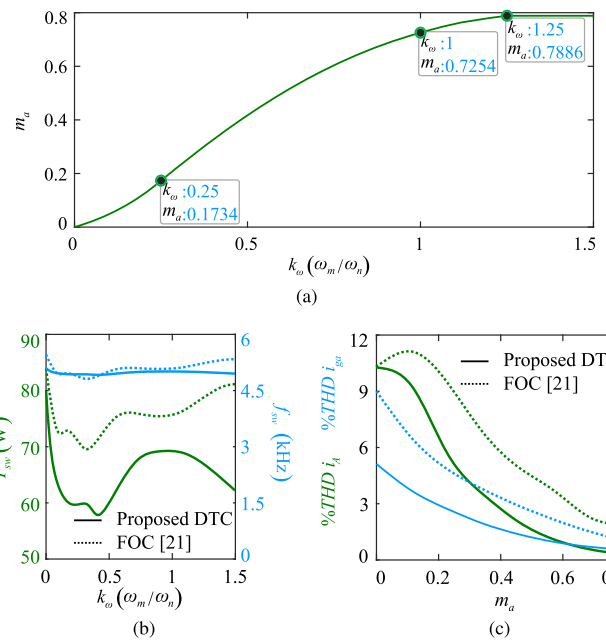 0.8
0.6
0.4
0.2
0
m_a
k_ω :1
m_a:0.7254
k_ω :1.25
m_a:0.7886
k_ω :0.25
m_a:0.1734
0 0.5 1 1.5
k_ω (ω_m/ω_n)
(a)
90
80
70
60
50
(W)
6
4.5
3
1.5
0
f_sw (kHz)
Proposed DTC
FOC [21]
0 0.5 1.0 1.5
k_ω (ω_m/ω_n)
(b)
12
9
6
3
0
%THD i_A
%THD i_ga
Proposed DT
FOC [21]
0 0.2 0.4 0.6
m_a
(c)